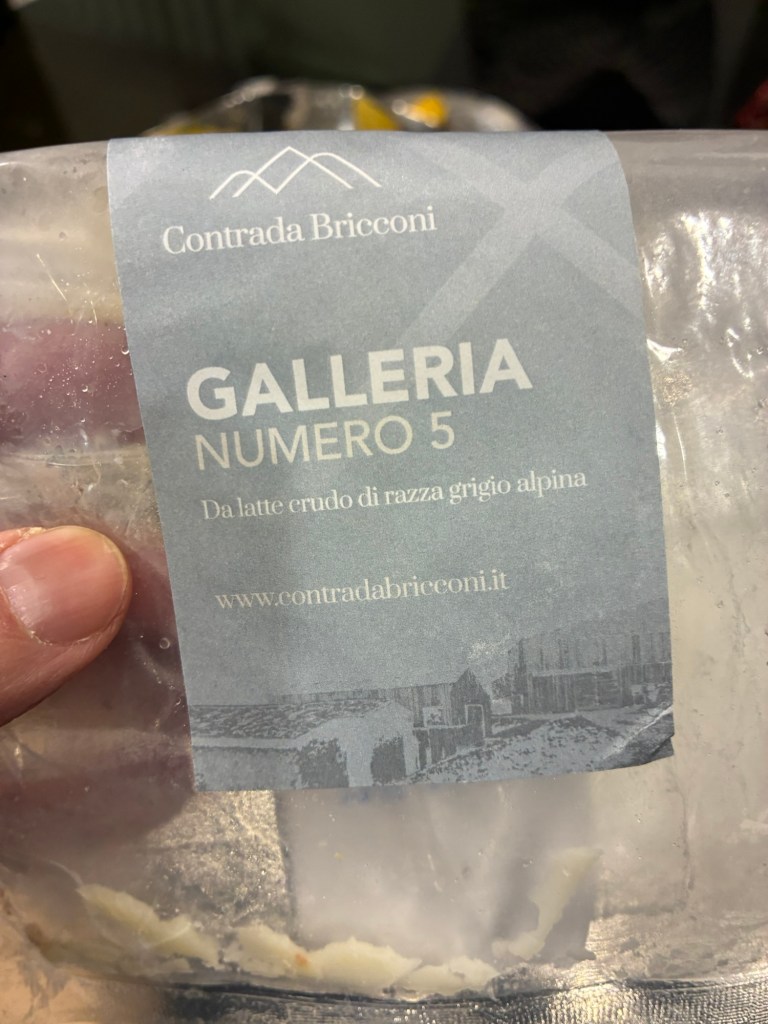 Contrada Bricconi
GALLERIA
NUMERO 5
Da latte crudo di razza grigio alpina
www.contradabricconi.it